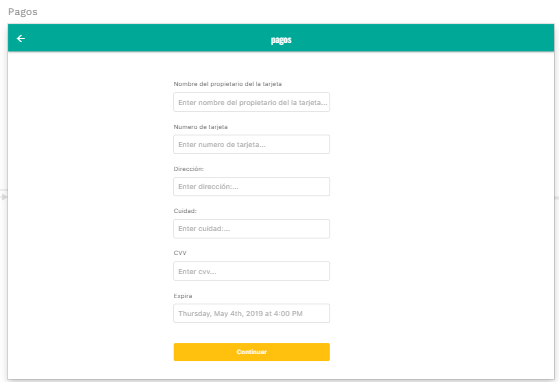 Pagos
pagos
Nombre del propietario del la tarjeta
Enter nombre del propietario del la tarjeta...
Numero de tarjeta
Enter numero de tarjeta...
Dirección:
Enter dirección:...
Cuidad:
Enter cuidad:...
CVV
Enter cvv...
Expira
Thursday, May 4th, 2019 at 4:00 PM
Continuar